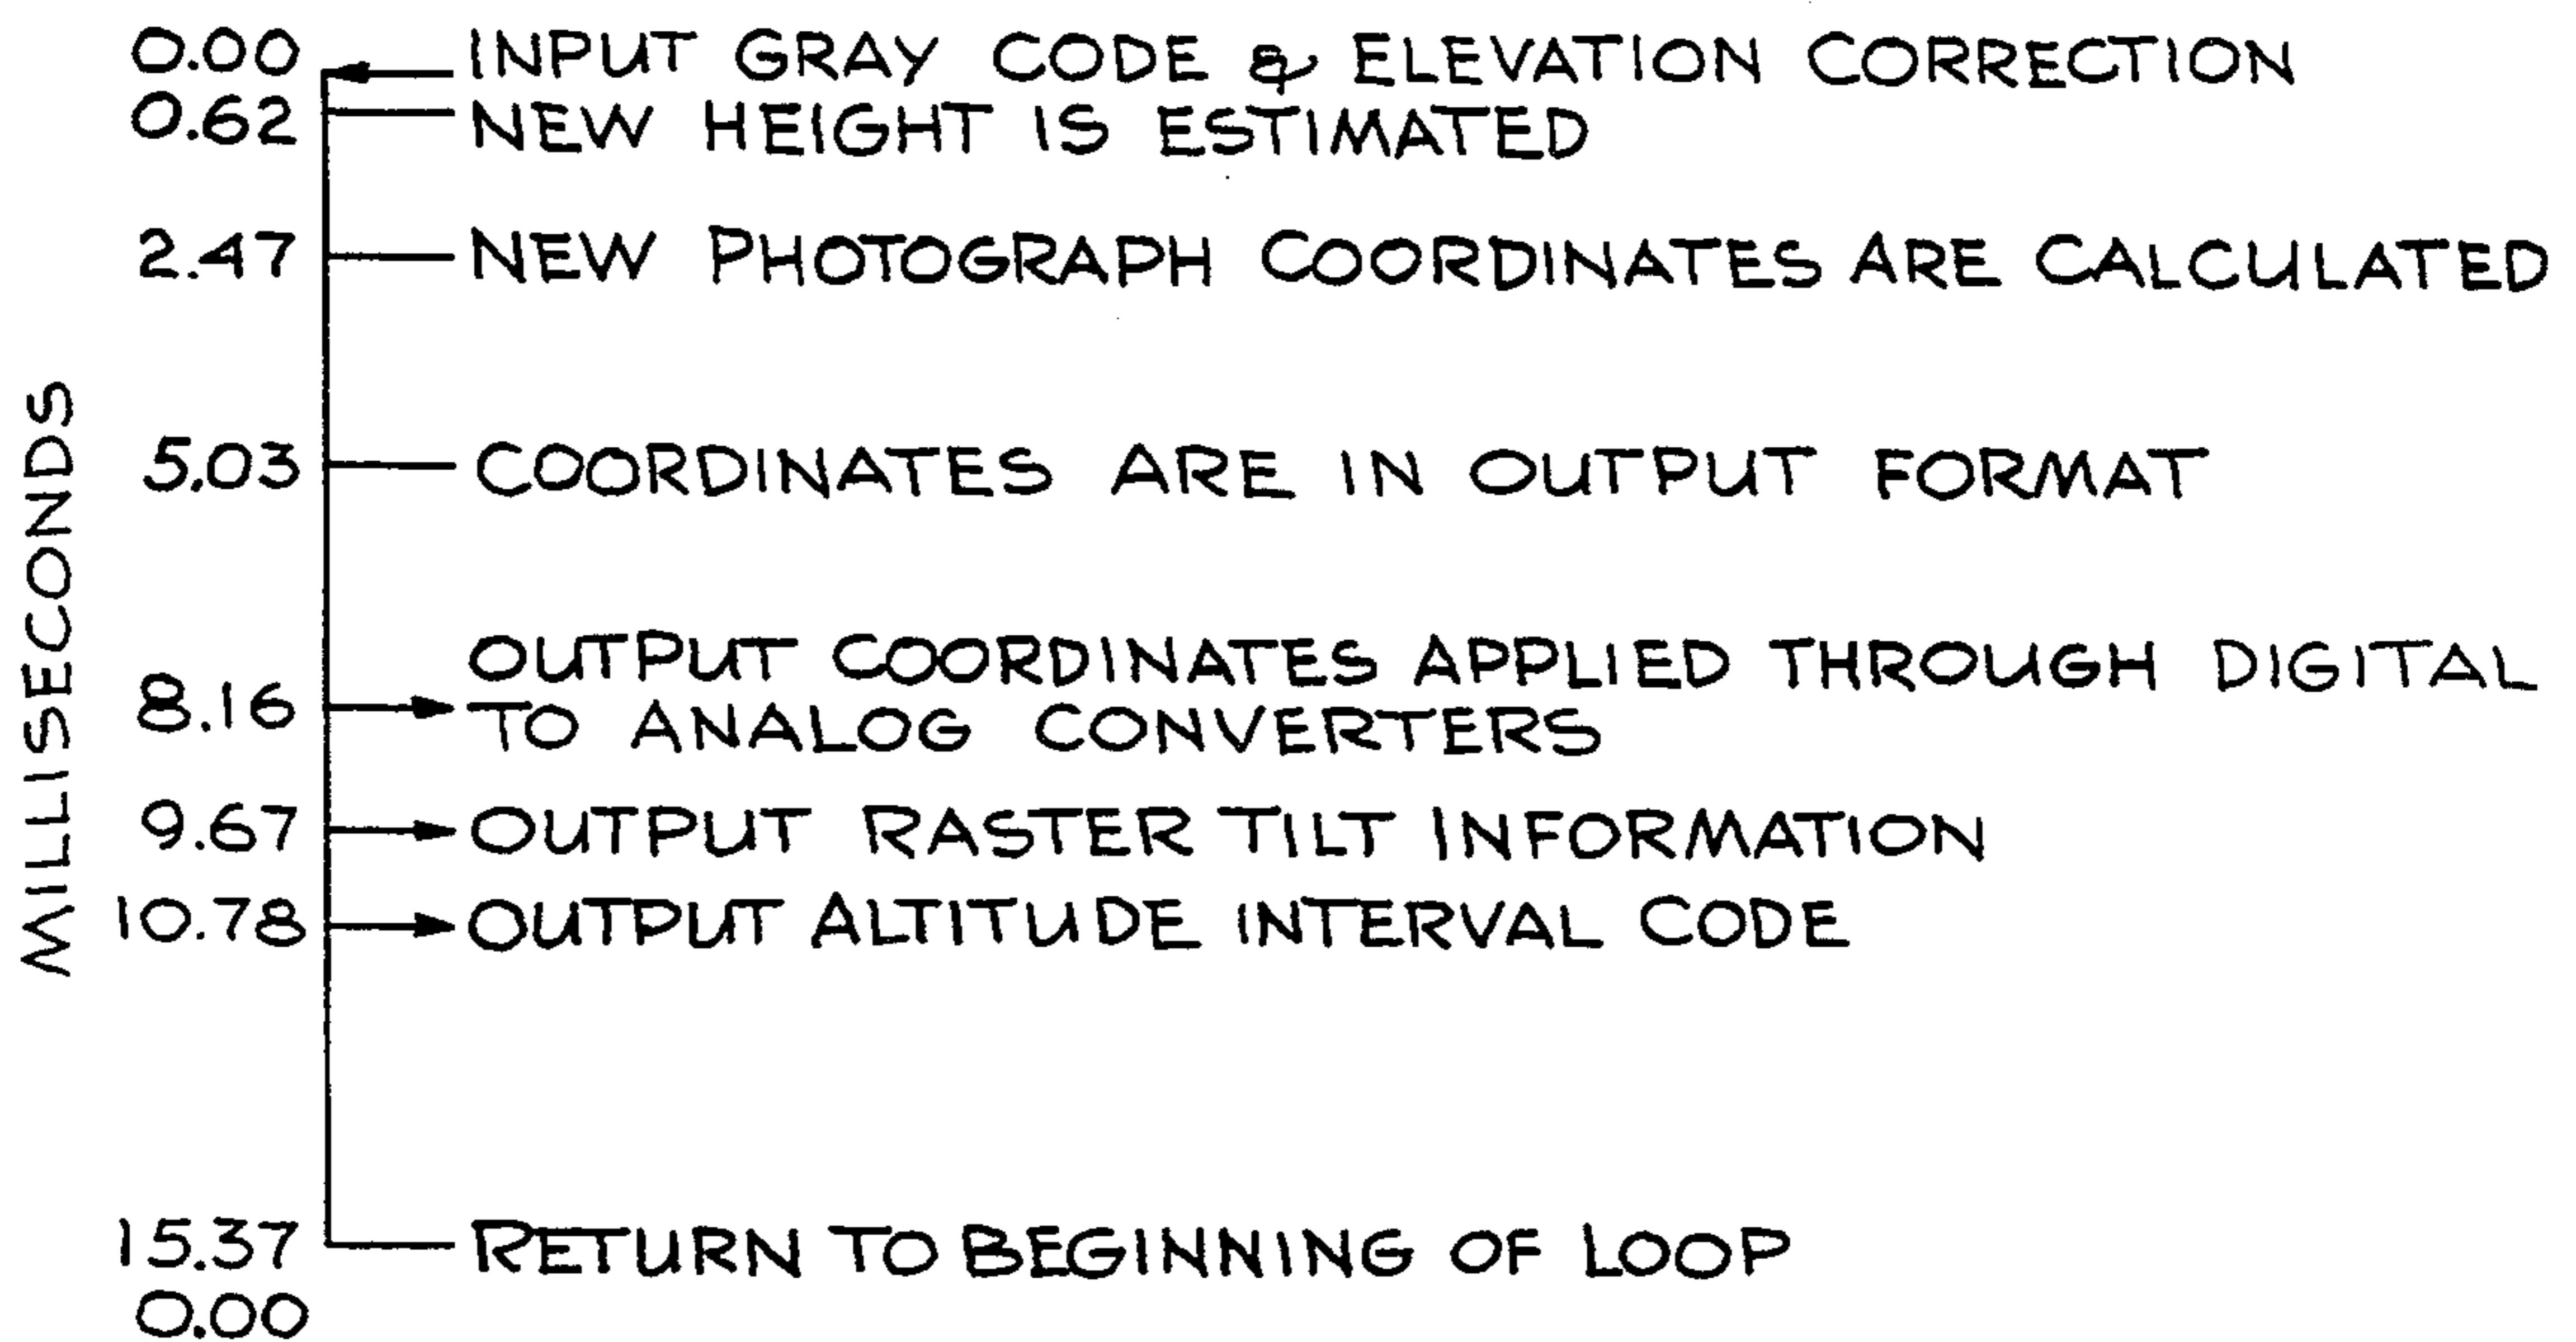 0.00 INPUT GRAY CODE & ELEVATION CORRECTION
0.62 NEW HEIGHT IS ESTIMATED
2.47 NEW PHOTOGRAPH COORDINATES ARE CALCULATED
5.03 COORDINATES ARE IN OUTPUT FORMAT
OUTPUT COORDINATES APPLIED THROUGH DIGITAL
8.16 TO ANALOG CONVERTERS
9.67 OUTPUT RASTER TILT INFORMATION
10.78 OUTPUT ALTITUDE INTERVAL CODE
15.37 RETURN TO BEGINNING OF LOOP
0.00
MILLISECONDS